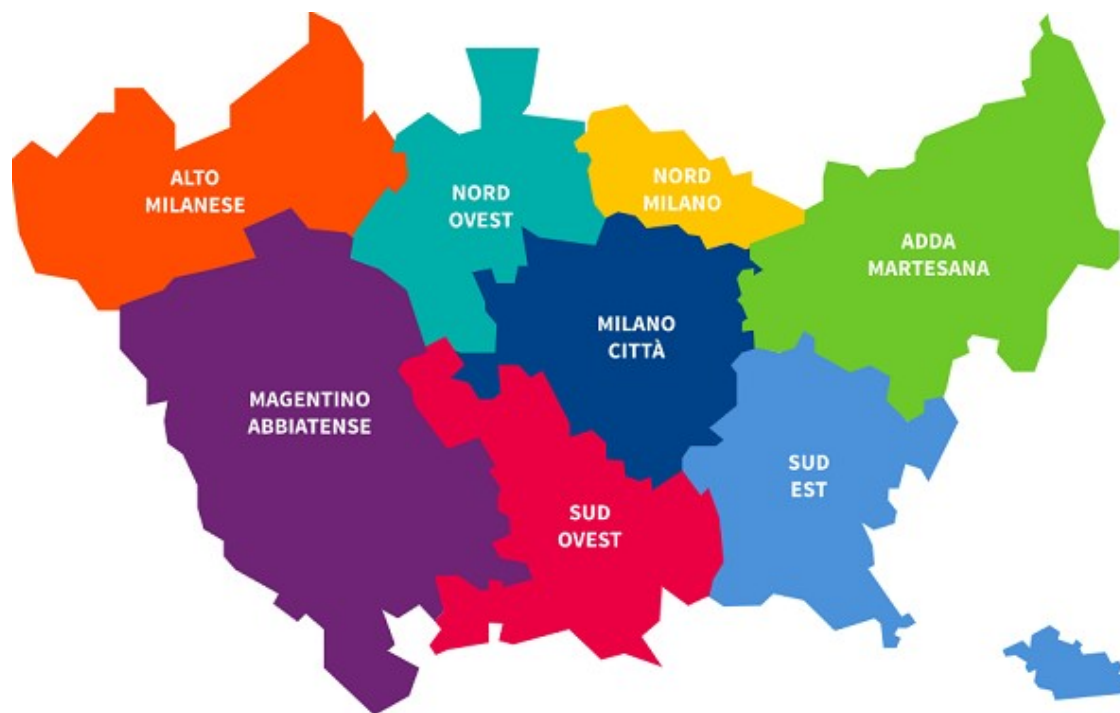 ALTO
MILANESE
NORD
OVEST
NORD
MILANO
ADDA
MARTESANA
MILANO
CITTÀ
MAGENTINO
ABBIATENSE
SUD
EST
SUD
OVEST